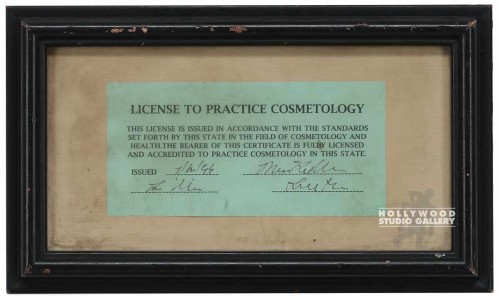 LICENSE TO PRACTICE COSMETOLOGY
THIS LICENSE IS ISSUED IN ACCORDANCE WITH THE STANDARDS
SET FORTH BY THIS STATE IN THE FIELD OF COSMETOLOGY AND
HEALTH.THE BEARER OF THIS CERTIFICATE IS FULLY LICENSED
AND ACCREDITED TO PRACTICE COSMETOLOGY IN THIS STATE.
ISSUED
HOLLYWOOD
STUDIO GALLERY